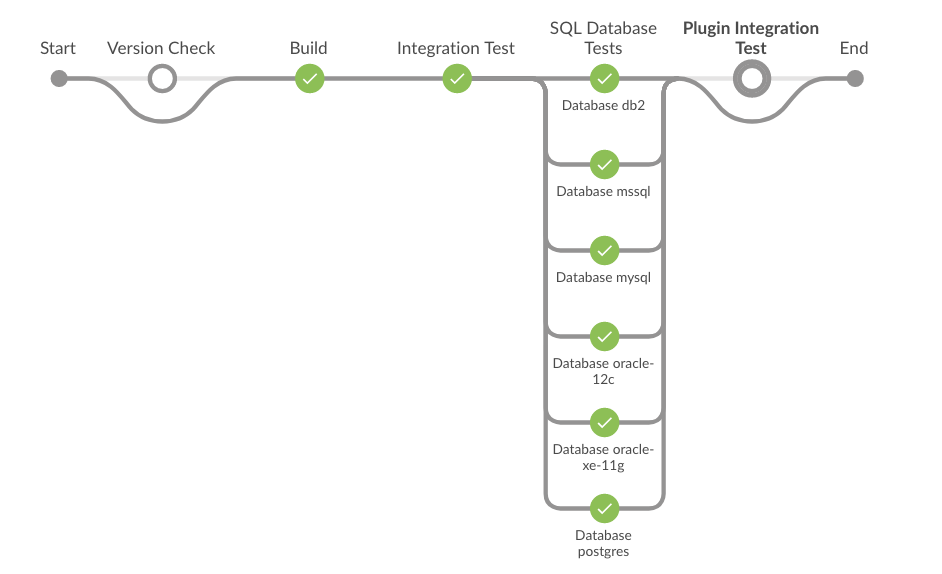 Start
Version Check
Build
Integration Test
SQL Database
Tests
Plugin Integration
Test
End
Database db2
Database mssql
Database mysql
Database oracle-
12c
Database oracle-
xe-11g
Database
postgres